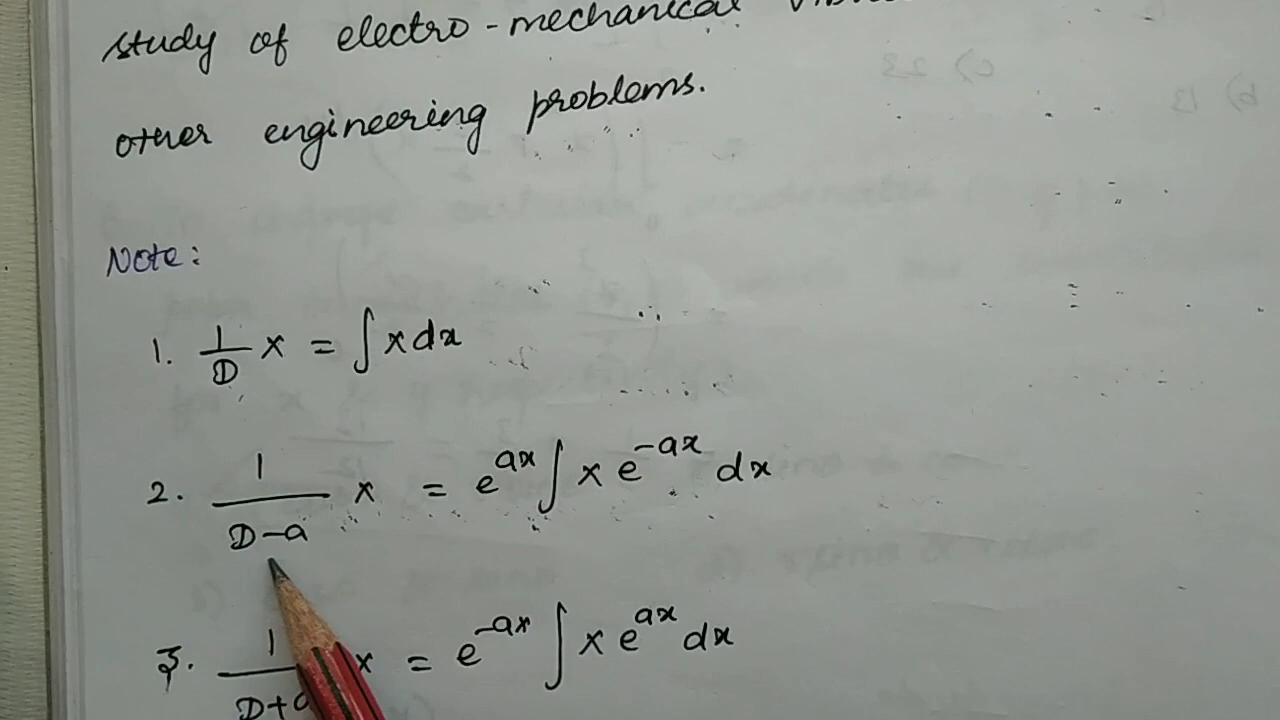 study of electro-mechanical
other engineering problems.
Note:
1. 1/D x = ∫ x dx
2. 1/(D-a) x = e^{ax} ∫ x e^{-ax} dx
3. 1/(D+ x = e^{-ax} ∫ x e^{ax} dx